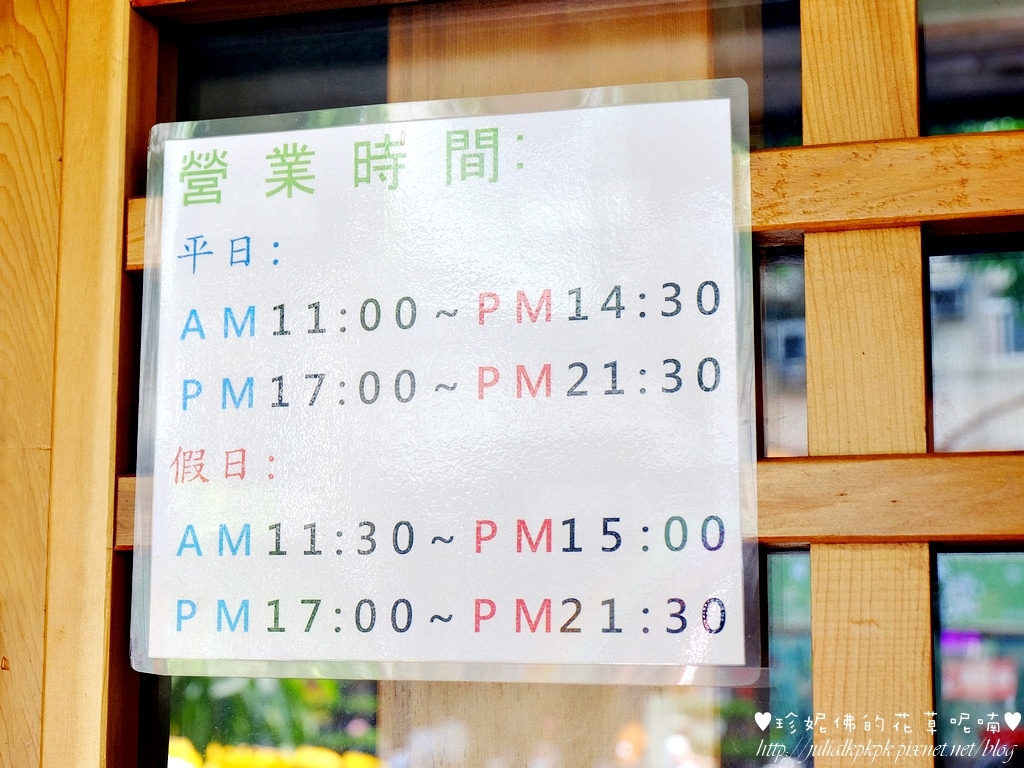 營業時間:
平日:
AM11:00~PM14:30
PM17:00~PM21:30
假日:
AM11:30~PM15:00
PM17:00~PM21:30
♥珍妮佛的花草呢喃♥
http://julialkpkpk.pixnet.net/blog